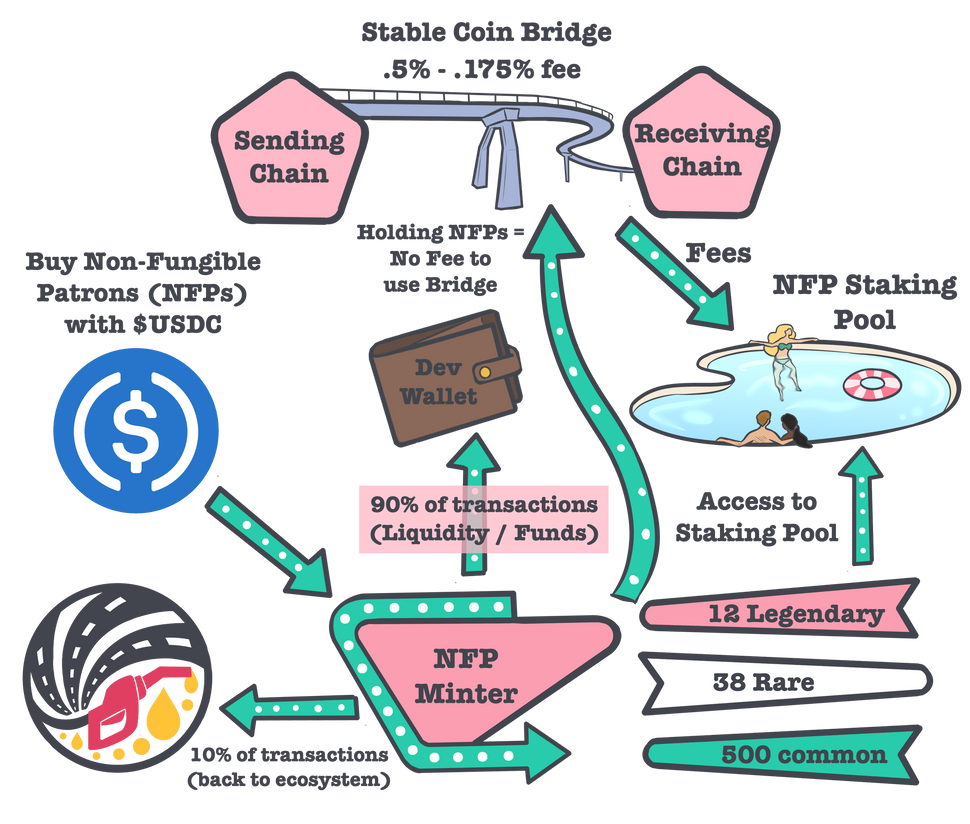 Stable Coin Bridge
.5% - .175% fee
Sending
Chain
Receiving
Chain
Holding NFPs =
No Fee to
use Bridge
Fees
Buy Non-Fungible
Patrons (NFPs)
with $USDC
NFP Staking
Pool
Dev
Wallet
$
90% of transactions
(Liquidity / Funds)
Access to
Staking Pool
12 Legendary
NFP
Minter
38 Rare
500 common
10% of transactions
(back to ecosystem)